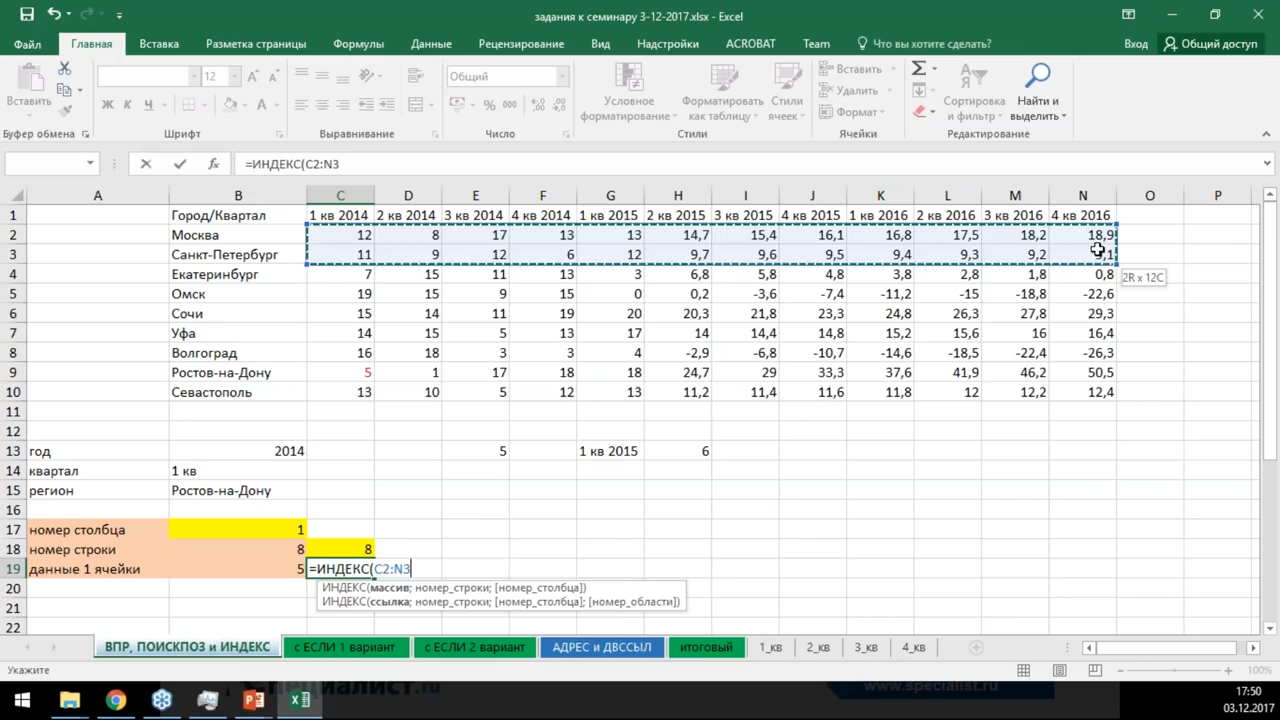 задания к семинару 3-12-2017.xlsx - Excel
Файл Главная Вставка Разметка страницы Формулы Данные Рецензирование Вид Надстройки ACROBAT Team Что вы хотите сделать? Вход Общий доступ
12 Общий Вставить Σ
Вставить Ж К Ч Условное форматирование Форматировать как таблицу Стили ячеек Удалить Формат Сортировка и фильтр Найти и выделить
Буфер обмена Шрифт Выравнивание Число Стили Ячейки Редактирование
=ИНДЕКС(C2:N3
A B C D E F G H I J K L M N O P
1 Город/Квартал 1 кв 2014 2 кв 2014 3 кв 2014 4 кв 2014 1 кв 2015 2 кв 2015 3 кв 2015 4 кв 2015 1 кв 2016 2 кв 2016 3 кв 2016 4 кв 2016
2 Москва 12 8 17 13 13 14,7 15,4 16,1 16,8 17,5 18,2 18,9
3 Санкт-Петербург 11 9 12 6 12 9,7 9,6 9,5 9,4 9,3 9,2
4 Екатеринбург 7 15 11 13 3 6,8 5,8 4,8 3,8 2,8 1,8 0,8
2R x 12C
5 Омск 19 15 9 15 0 0,2 -3,6 -7,4 -11,2 -15 -18,8 -22,6
6 Сочи 15 14 11 19 20 20,3 21,8 23,3 24,8 26,3 27,8 29,3
7 Уфа 14 15 5 13 17 14 14,4 14,8 15,2 15,6 16 16,4
8 Волгоград 16 18 3 3 4 -2,9 -6,8 -10,7 -14,6 -18,5 -22,4 -26,3
9 Ростов-на-Дону 5 1 17 18 18 24,7 29 33,3 37,6 41,9 46,2 50,5
10 Севастополь 13 10 5 12 13 11,2 11,4 11,6 11,8 12 12,2 12,4
11
12
13 год 2014 5 1 кв 2015 6
14 квартал 1 кв
15 регион Ростов-на-Дону
16
17 номер столбца 1
18 номер строки 8 8
19 данные 1 ячейки 5 =ИНДЕКС(C2:N3
20 ИНДЕКС(массив; номер_строки; [номер_столбца])
21 ИНДЕКС(ссылка; номер_строки; [номер_столбца]; [номер_области])
22
ВПР, ПОИСКПОЗ и ИНДЕКС с ЕСЛИ 1 вариант с ЕСЛИ 2 вариант АДРЕС и ДВССЫЛ итоговый 1_кв 2_кв 3_кв 4_кв
Укажите 100%
www.specialist.ru
17:50
03.12.2017